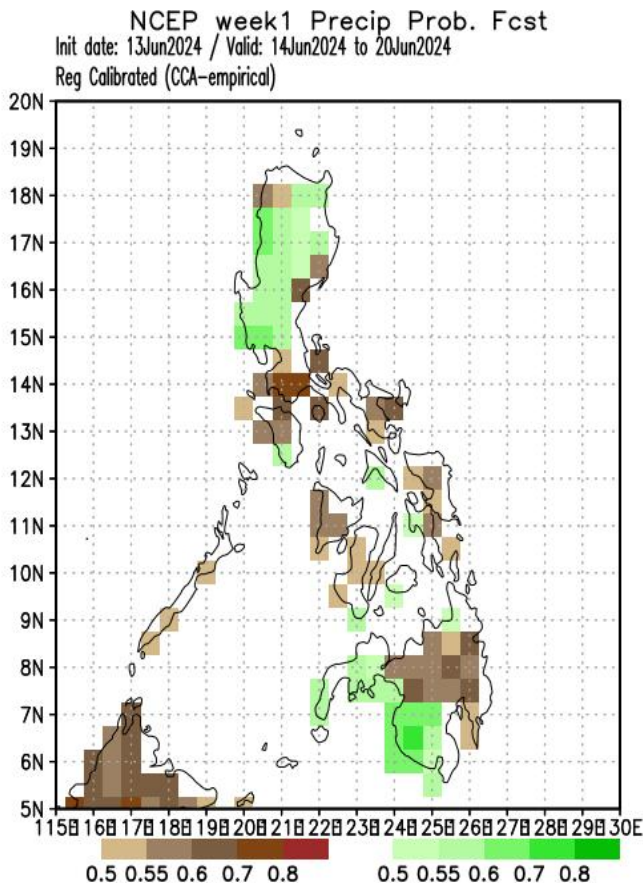 NCEP week1 Precip Prob. Fcst
Init date: 13Jun2024 / Valid: 14Jun2024 to 20Jun2024
Reg Calibrated (CCA-empirical)
20N
19N
18N
17N
16N
15N
14N
13N
12N
11N
10N
9N
8N
7N
6N
5N
115E 116E 117E 118E 119E 120E 121E 122E 123E 124E 125E 126E 127E 128E 129E 130E
0.5 0.55 0.6 0.7 0.8 0.5 0.55 0.6 0.7 0.8